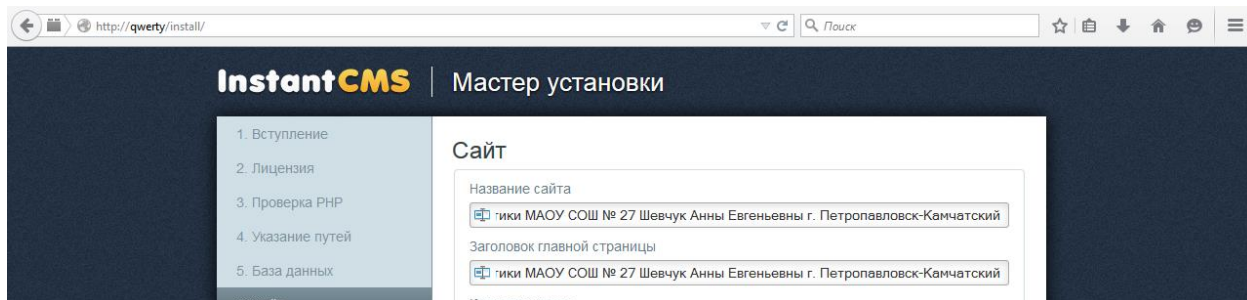 http://qwerty/install/
Поиск
InstantCMS
Мастер установки
1. Вступление
2. Лицензия
3. Проверка PHP
4. Указание путей
5. База данных
Сайт
Название сайта
тики МАОУ СОШ № 27 Шевчук Анны Евгеньевны г. Петропавловск-Камчатский
Заголовок главной страницы
тики МАОУ СОШ № 27 Шевчук Анны Евгеньевны г. Петропавловск-Камчатский